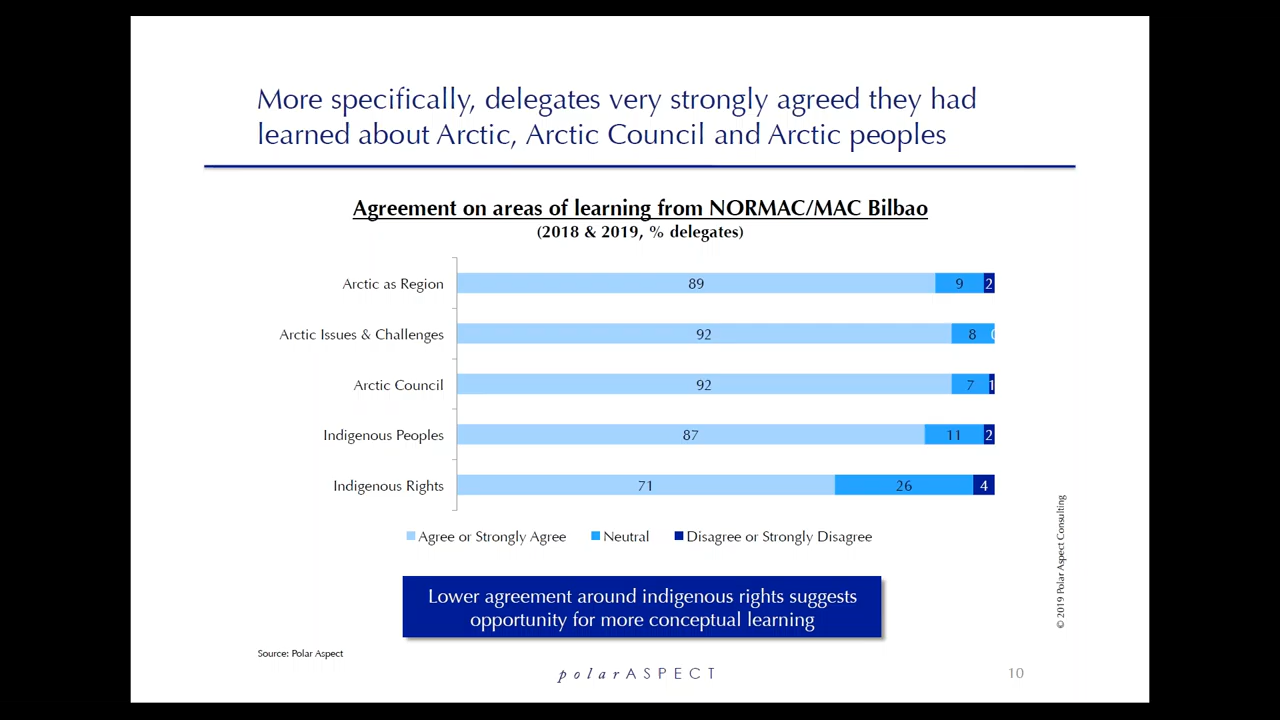 More specifically, delegates very strongly agreed they had
learned about Arctic, Arctic Council and Arctic peoples
Agreement on areas of learning from NORMAC/MAC Bilbao
(2018 & 2019, % delegates)
Arctic as Region 89 9 2
Arctic Issues & Challenges 92 8 0
Arctic Council 92 7 1
Indigenous Peoples 87 11 2
Indigenous Rights 71 26 4
Agree or Strongly Agree Neutral Disagree or Strongly Disagree
© 2019 Polar Aspect Consulting
Lower agreement around indigenous rights suggests
opportunity for more conceptual learning
Source: Polar Aspect
polarASPECT
10